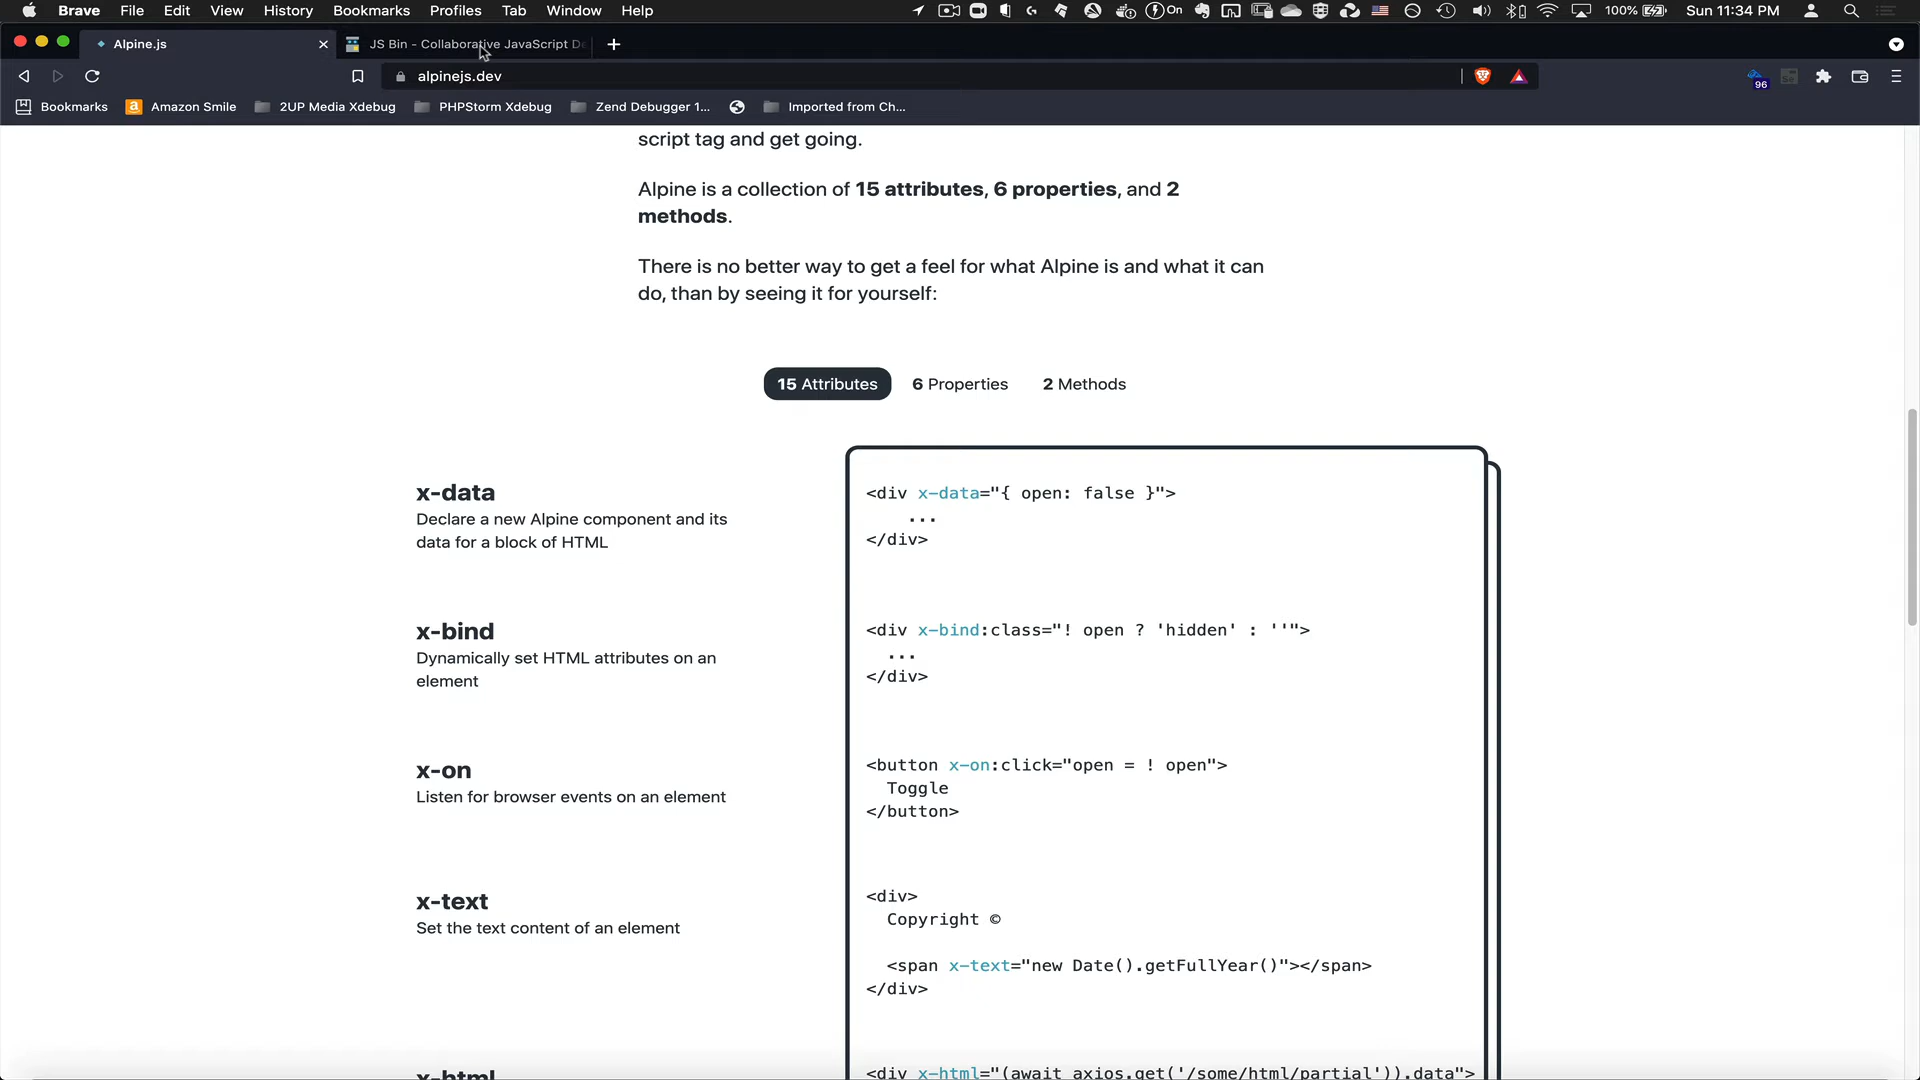 Brave File Edit View History Bookmarks Profiles Tab Window Help On 100% Sun 11:34 PM
Alpine.js JS Bin - Collaborative JavaScript De
alpinejs.dev 96
Bookmarks Amazon Smile 2UP Media Xdebug PHPStorm Xdebug Zend Debugger 1... Imported from Ch...
script tag and get going.
Alpine is a collection of 15 attributes, 6 properties, and 2
methods.
There is no better way to get a feel for what Alpine is and what it can
do, than by seeing it for yourself:
15 Attributes 6 Properties 2 Methods
x-data
Declare a new Alpine component and its
data for a block of HTML
<div x-data="{ open: false }">
...
</div>
x-bind
Dynamically set HTML attributes on an
element
<div x-bind:class="! open ? 'hidden' : ''">
...
</div>
x-on
Listen for browser events on an element
<button x-on:click="open = ! open">
Toggle
</button>
x-text
Set the text content of an element
<div>
Copyright ©
<span x-text="new Date().getFullYear()"></span>
</div>
x-html
<div x-html="(await axios.get('/some/html/partial')).data">